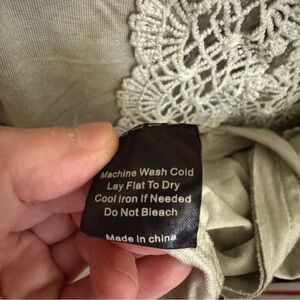 Machine Wash Cold
Lay Flat To Dry
Cool Iron If Needed
Do Not Bleach
Made In china